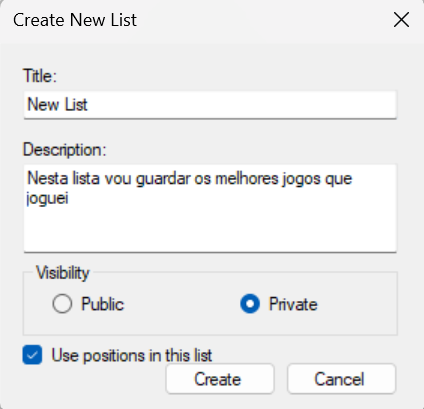 Create New List
Title:
New List
Description:
Nesta lista vou guardar os melhores jogos que
joguei
Visibility
Public
Private
Use positions in this list
Create
Cancel